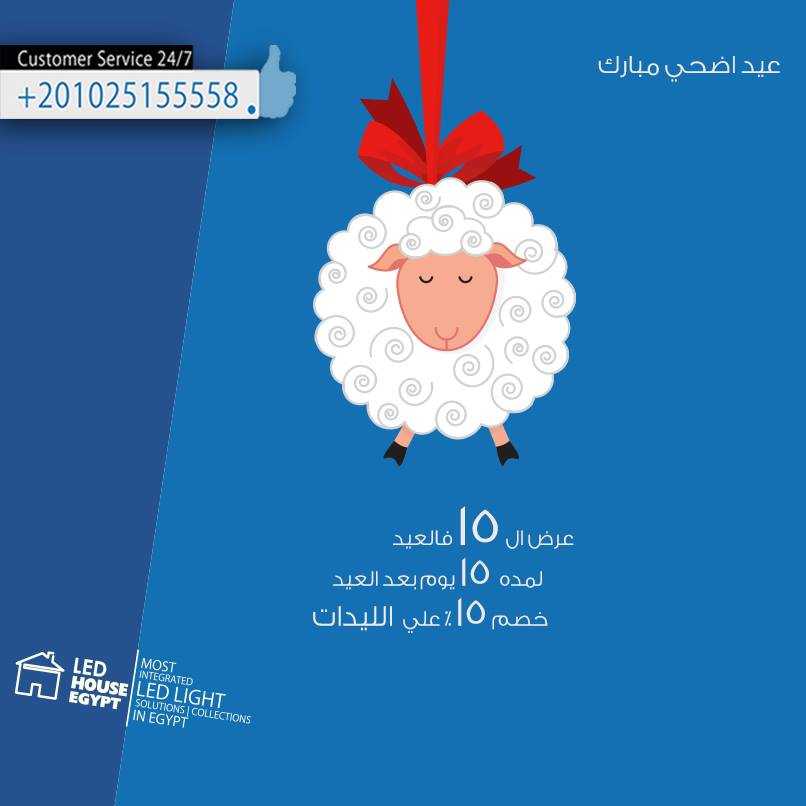 Customer Service 24/7
+201025155558
عيد اضحي مبارك
عرض ال ١٥ فالعيد
لمده ١٥ يوم بعد العيد
خصم ١٥٪ علي الليدات
LED
HOUSE
EGYPT
MOST
INTEGRATED
LED LIGHT
SOLUTIONS | COLLECTIONS
IN EGYPT